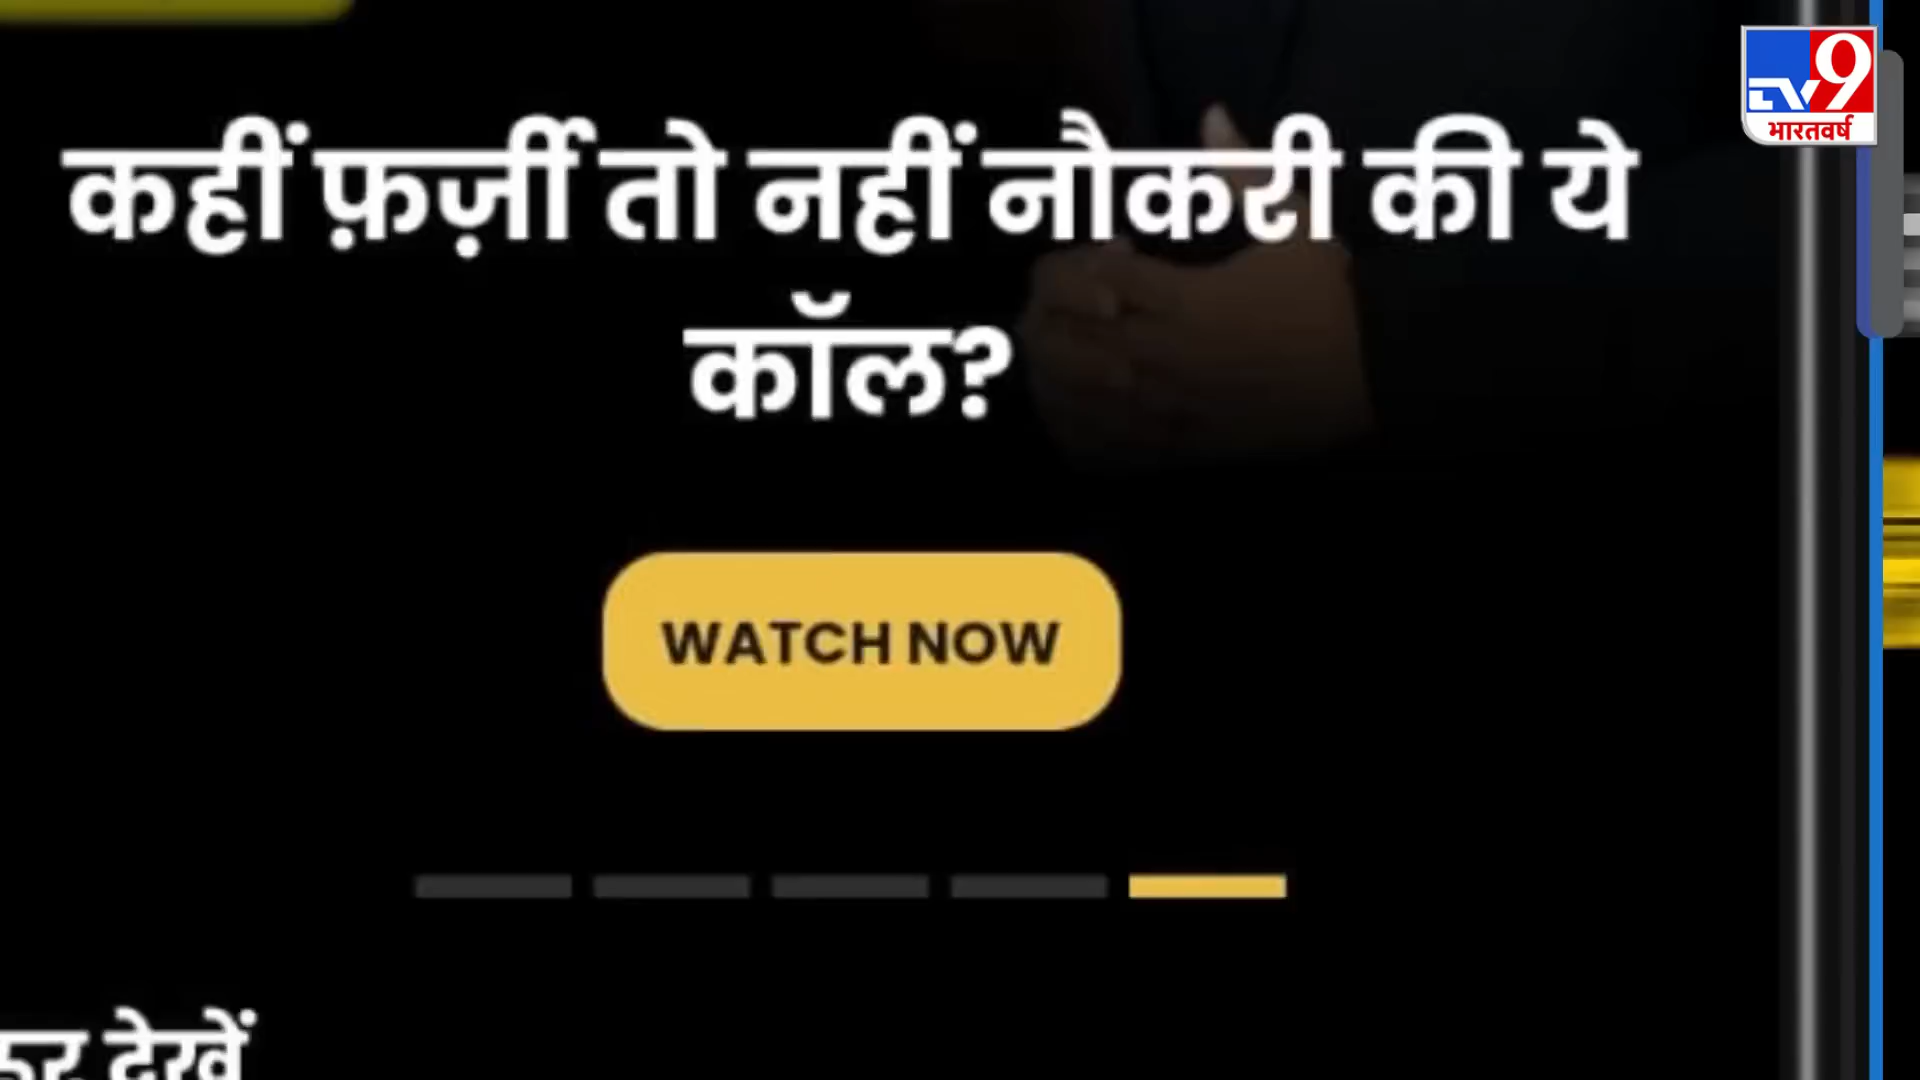 TV9
भारतवर्ष
कहीं फ़र्ज़ी तो नहीं नौकरी की ये
कॉल?
WATCH NOW
देखें